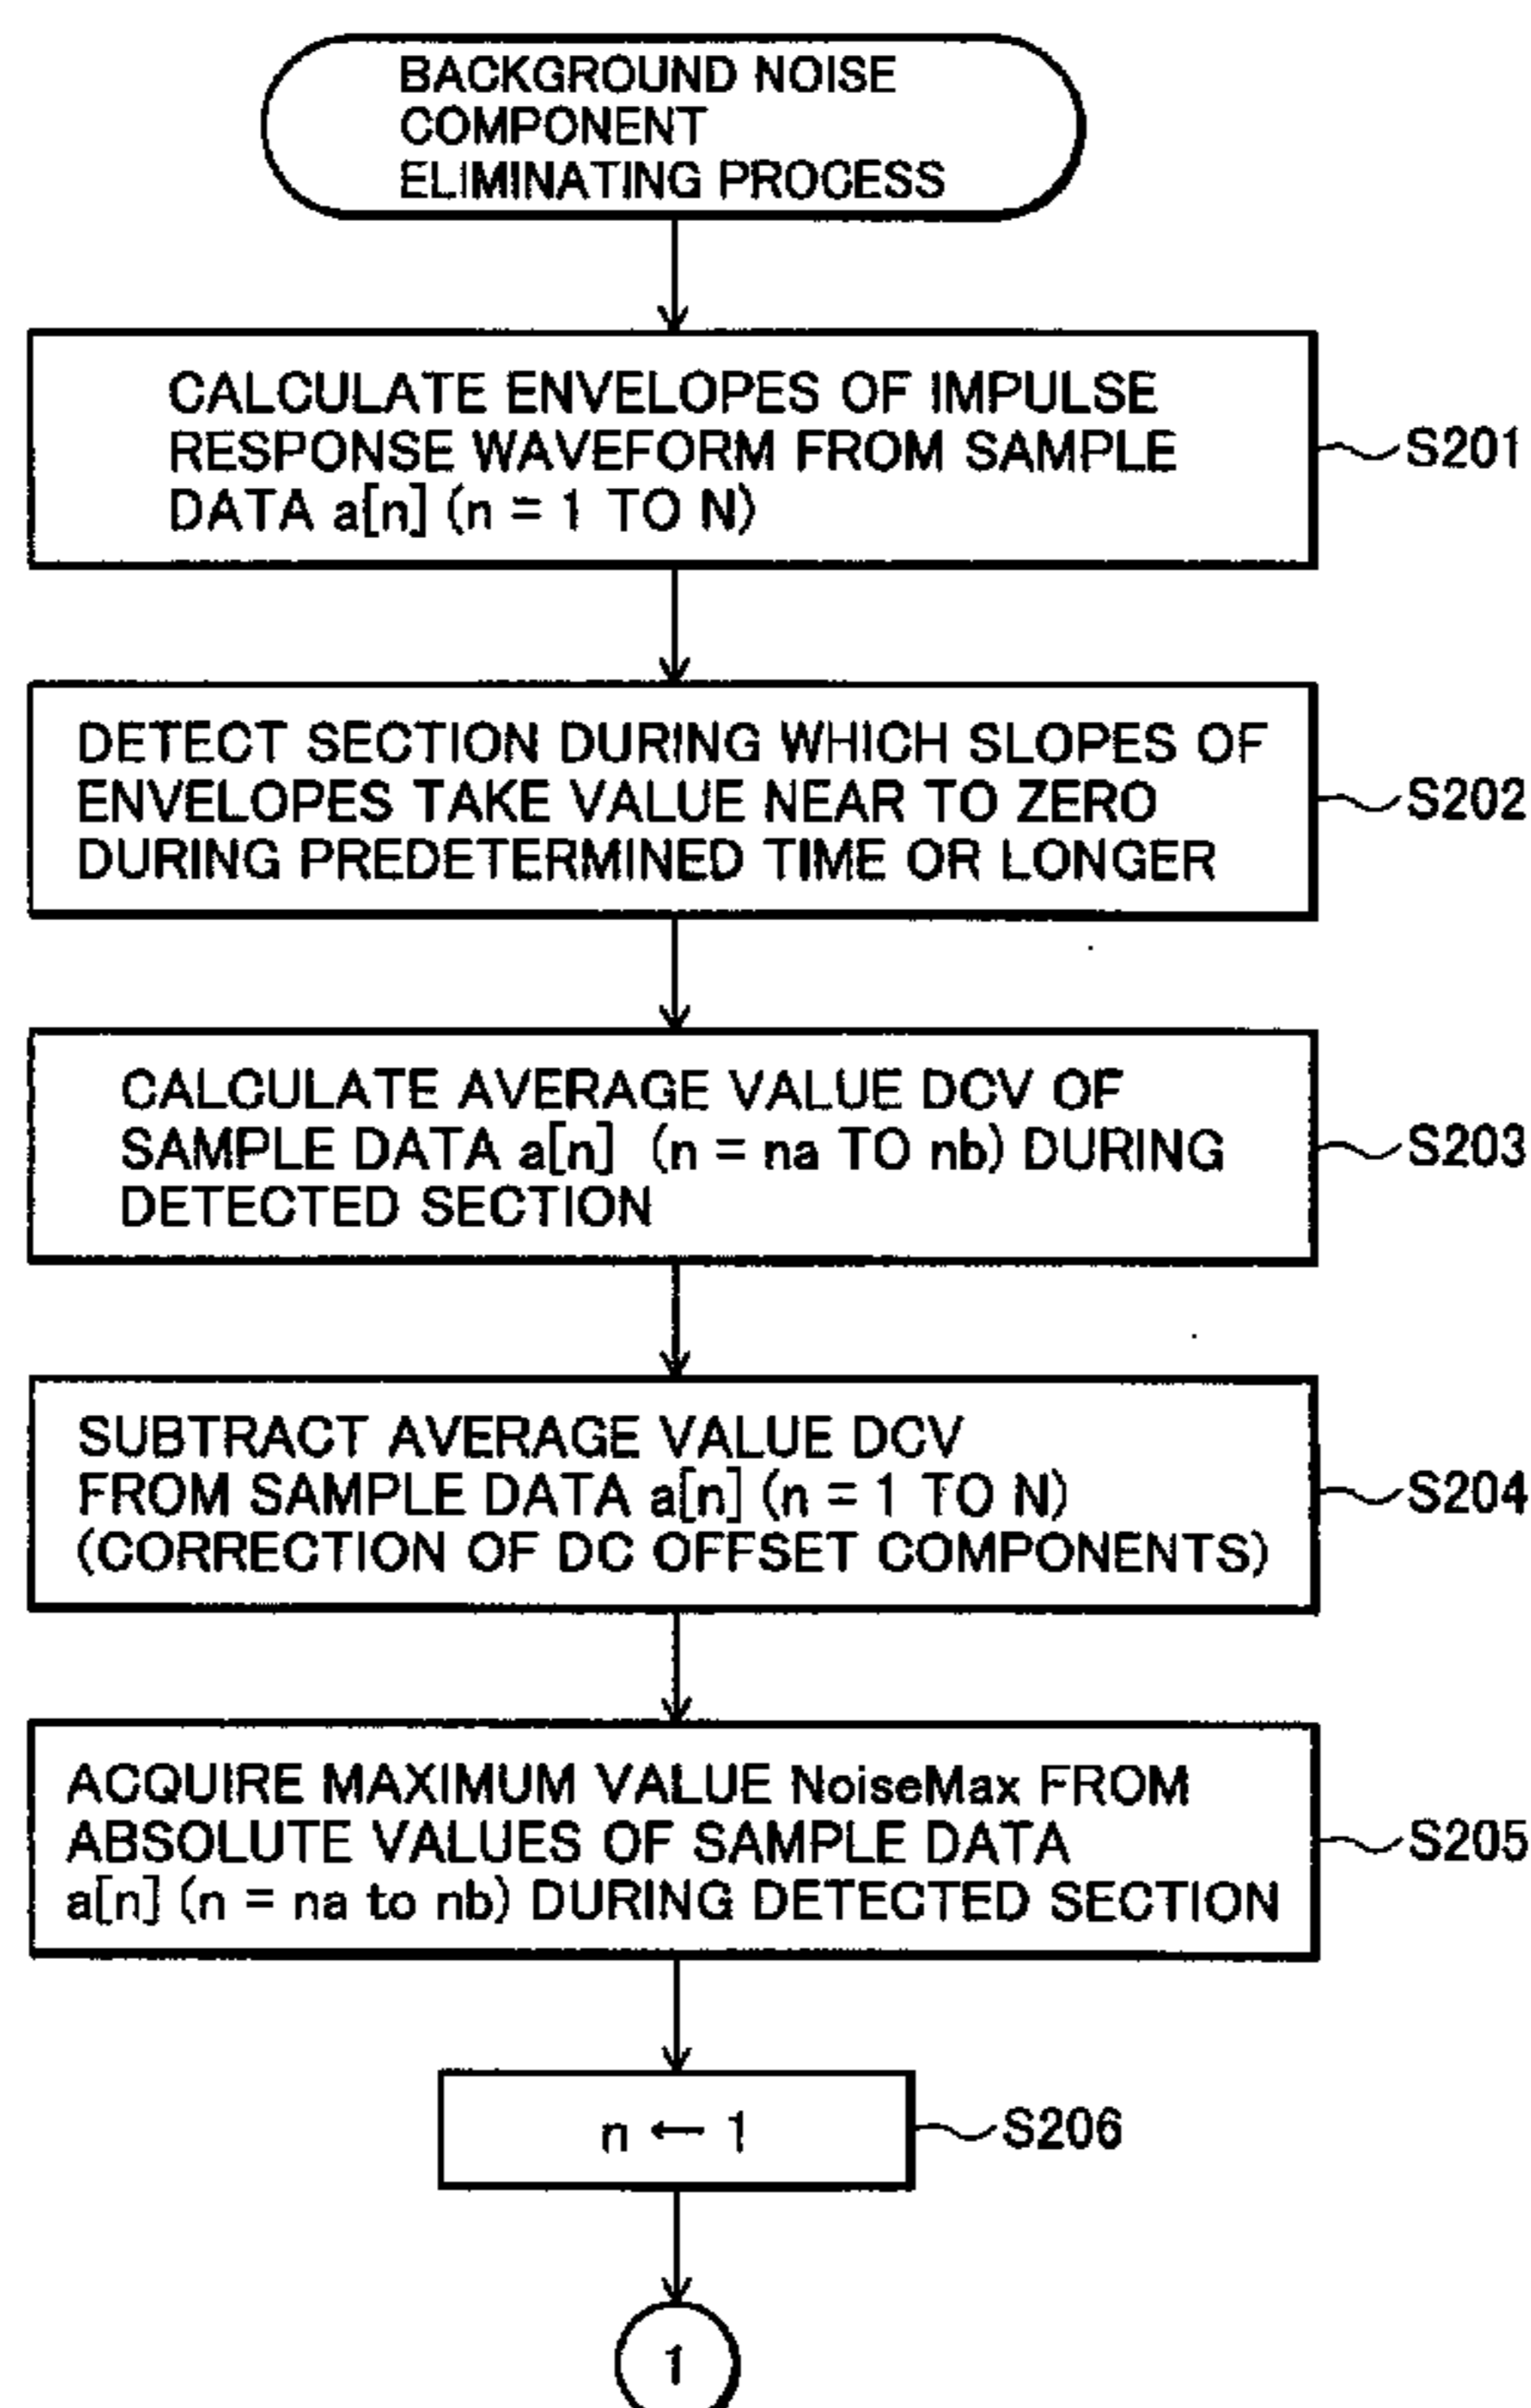 BACKGROUND NOISE
COMPONENT
ELIMINATING PROCESS
CALCULATE ENVELOPES OF IMPULSE
RESPONSE WAVEFORM FROM SAMPLE
DATA a[n] (n = 1 TO N)
S201
DETECT SECTION DURING WHICH SLOPES OF
ENVELOPES TAKE VALUE NEAR TO ZERO
DURING PREDETERMINED TIME OR LONGER
S202
CALCULATE AVERAGE VALUE DCV OF
SAMPLE DATA a[n] (n = na TO nb) DURING
DETECTED SECTION
S203
SUBTRACT AVERAGE VALUE DCV
FROM SAMPLE DATA a[n] (n = 1 TO N)
(CORRECTION OF DC OFFSET COMPONENTS)
S204
ACQUIRE MAXIMUM VALUE NoiseMax FROM
ABSOLUTE VALUES OF SAMPLE DATA
a[n] (n = na to nb) DURING DETECTED SECTION
S205
n ← 1
S206
1